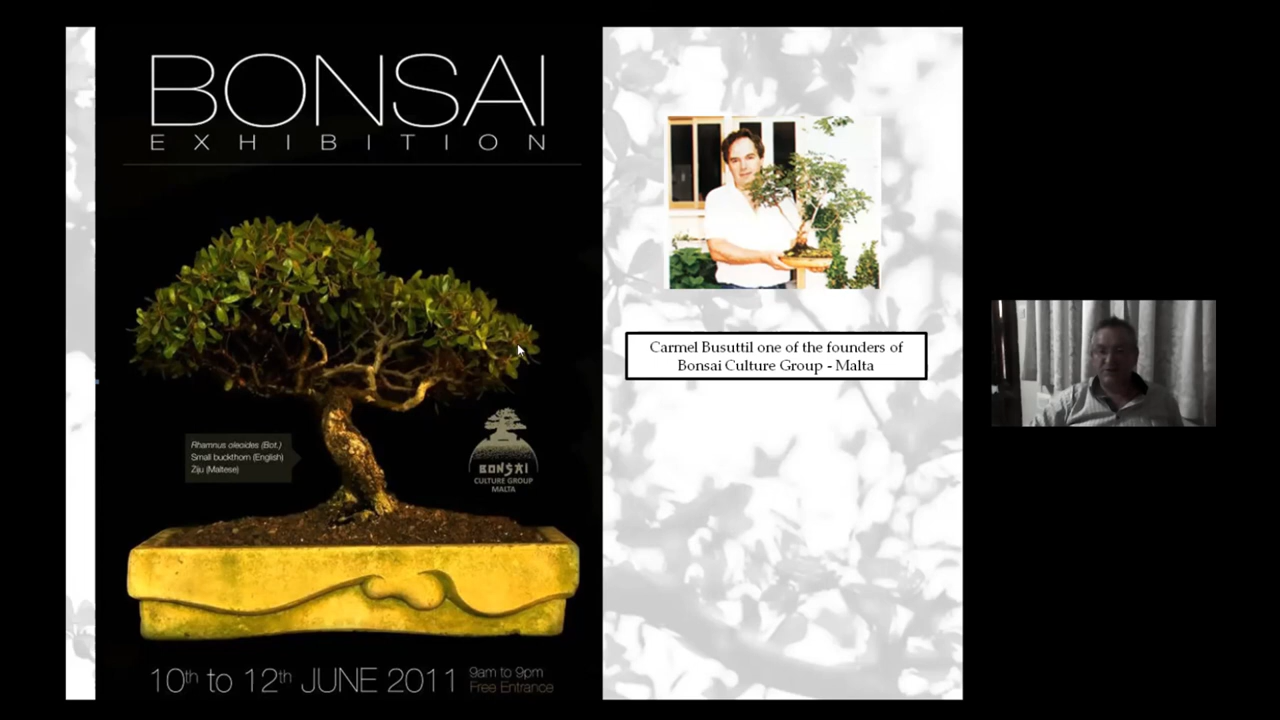 BONSAI
EXHIBITION
Rhamnus oleoides (Bot.)
Small buckthorn (English)
Ziju (Maltese)
BONSAI
CULTURE GROUP
MALTA
10th to 12th JUNE 2011
9am to 9pm
Free Entrance
Carmel Busuttil one of the founders of
Bonsai Culture Group - Malta